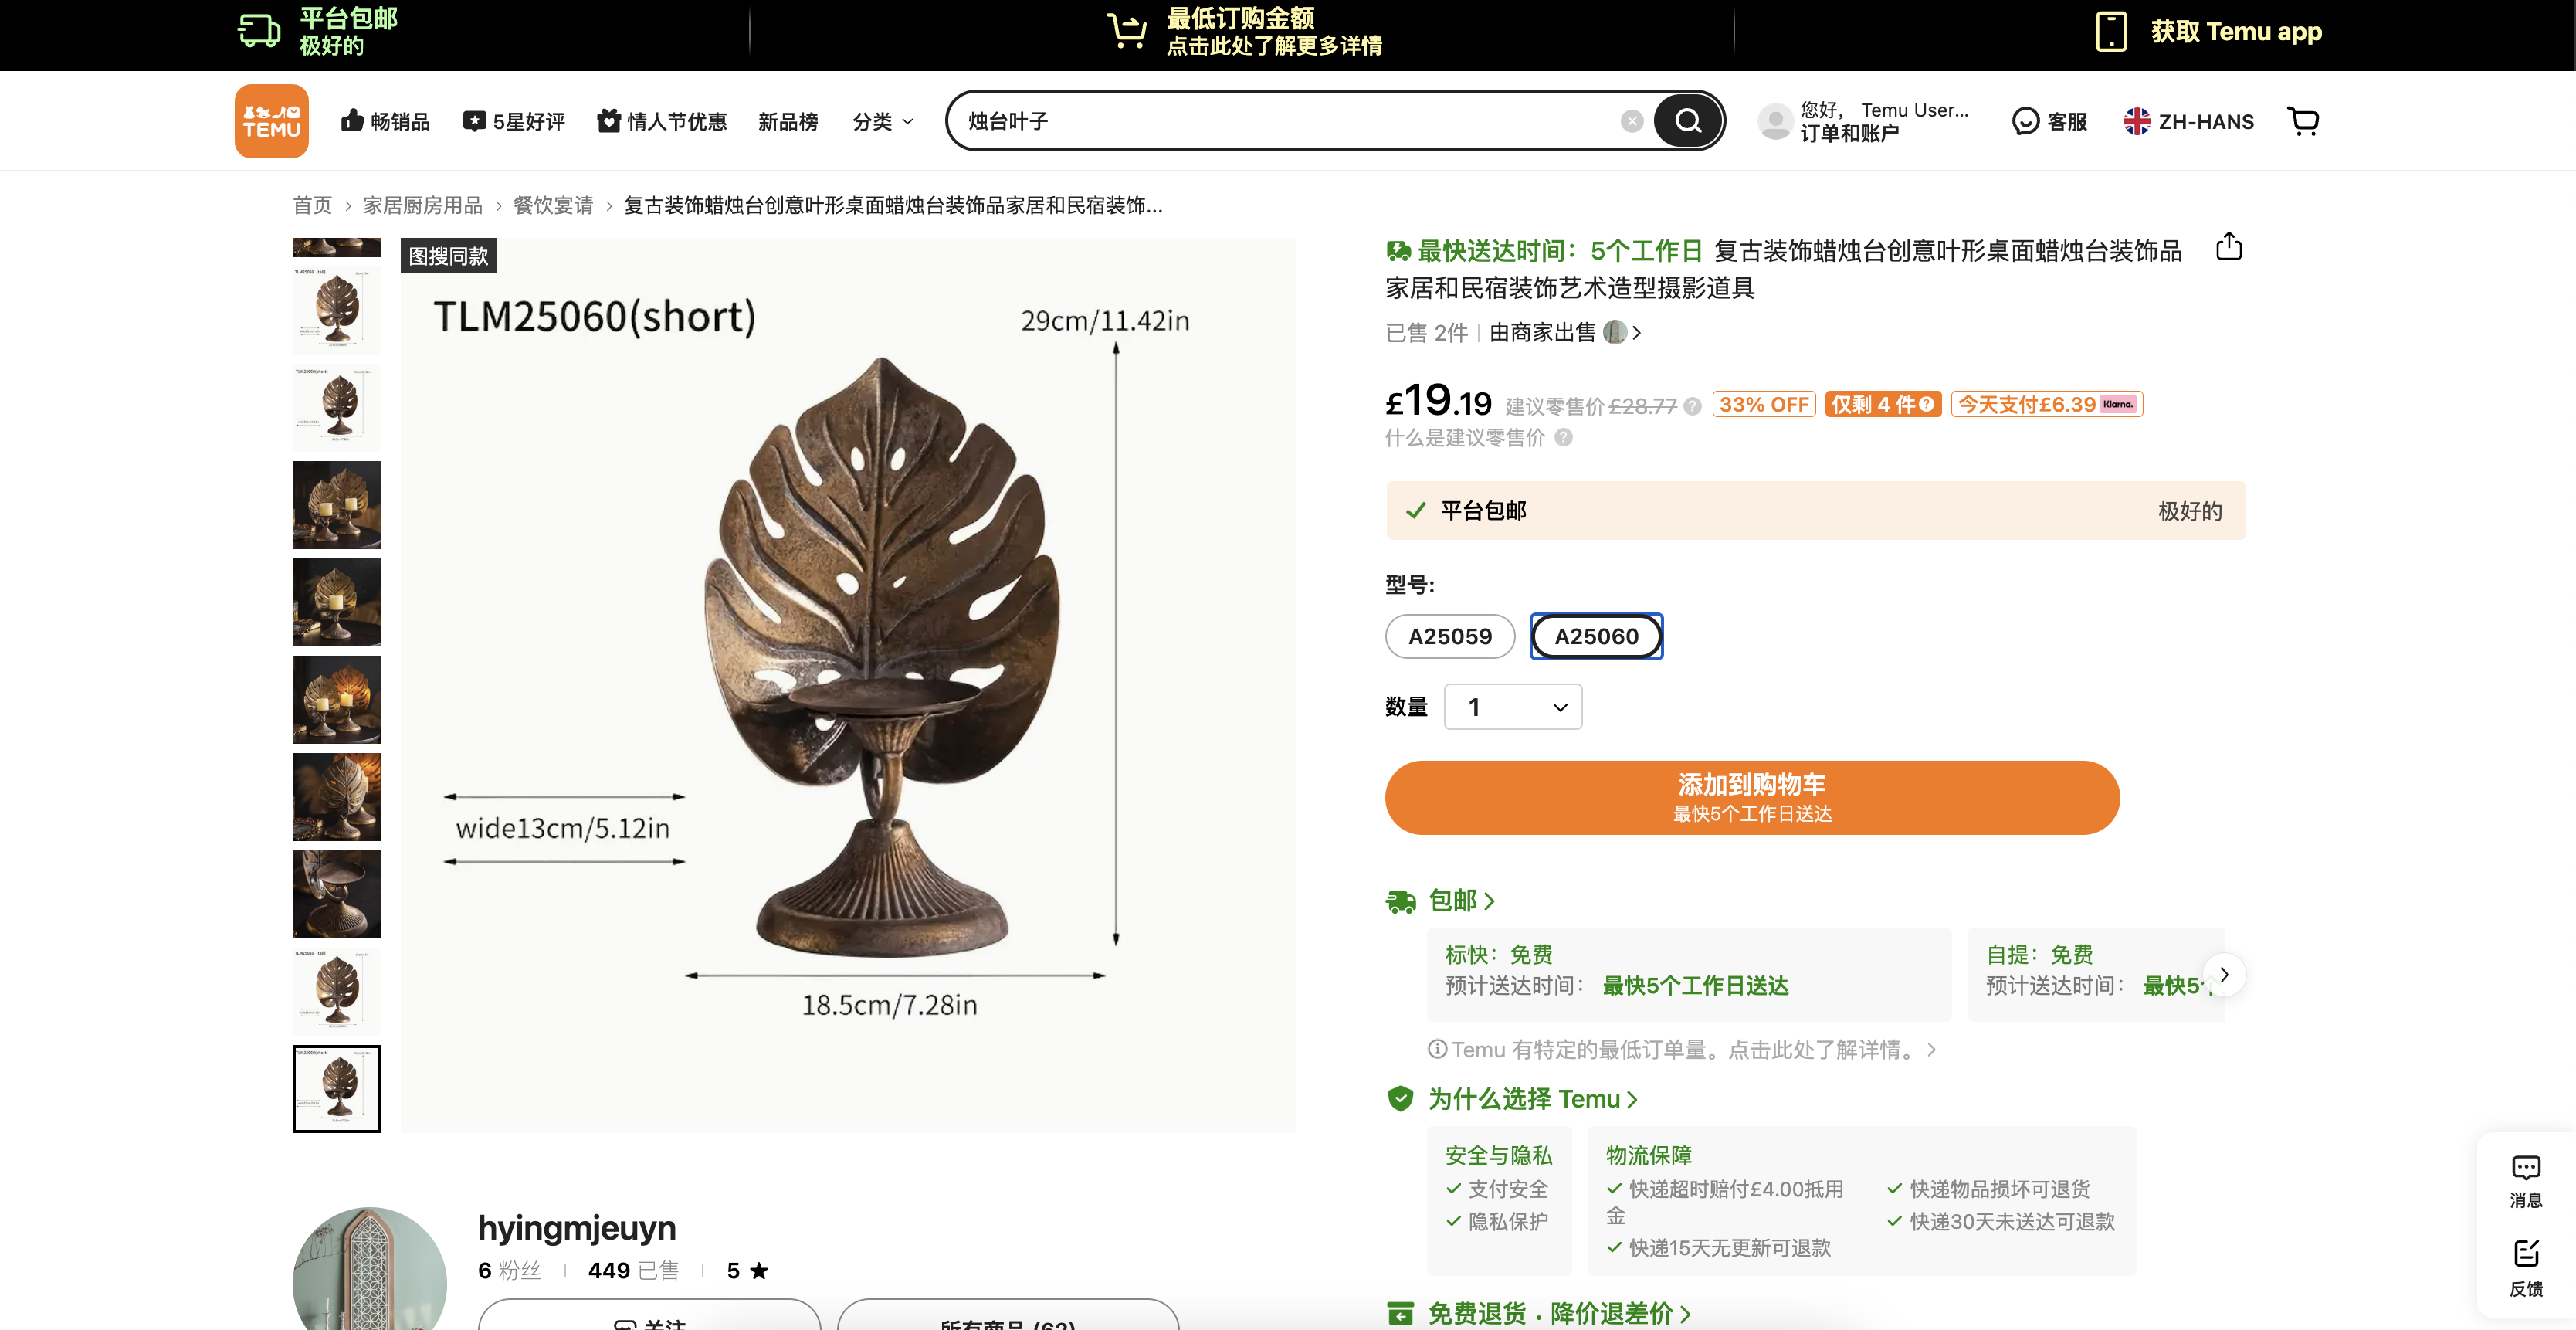 平台包邮
极好的
最低订购金额
点击此处了解更多详情
获取 Temu app
TEMU
畅销品
5星好评
情人节优惠
新品榜
分类
烛台叶子
您好， Temu User...
订单和账户
客服
ZH-HANS
首页 › 家居厨房用品 › 餐饮宴请 › 复古装饰蜡烛台创意叶形桌面蜡烛台装饰品家居和民宿装饰...
图搜同款
TLM25060(short)
29cm/11.42in
wide13cm/5.12in
18.5cm/7.28in
最快送达时间：5个工作日 复古装饰蜡烛台创意叶形桌面蜡烛台装饰品
家居和民宿装饰艺术造型摄影道具
已售 2件 | 由商家出售
£19.19 建议零售价 £28.77 33% OFF 仅剩 4 件 今天支付£6.39 Klarna.
什么是建议零售价
平台包邮 极好的
型号:
A25059 A25060
数量 1
添加到购物车
最快5个工作日送达
包邮
标快：免费
预计送达时间： 最快5个工作日送达
自提：免费
预计送达时间： 最快5
Temu 有特定的最低订单量。点击此处了解详情。
为什么选择 Temu
安全与隐私
支付安全
隐私保护
物流保障
快递超时赔付£4.00抵用
金
快递15天无更新可退款
快递物品损坏可退货
快递30天未送达可退款
免费退货 · 降价退差价
hyingmjeuyn
6 粉丝 | 449 已售 | 5 ★
关注
所有商品 (62)
消息
反馈